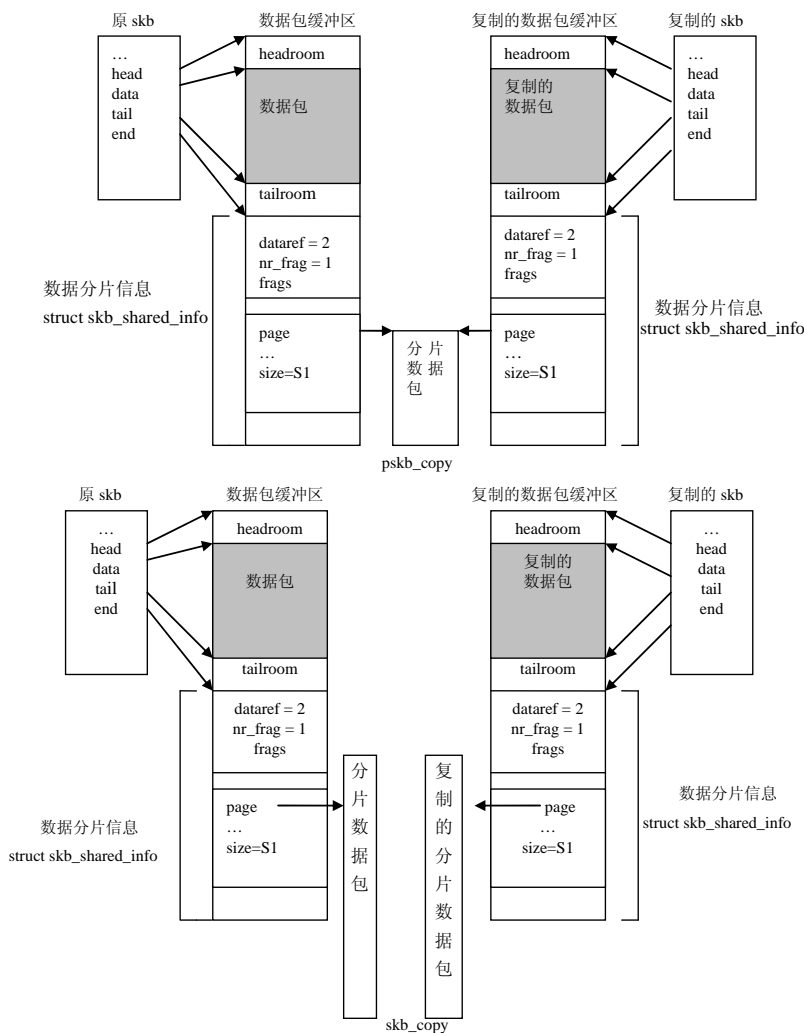 原 skb
数据包缓冲区
复制的数据包缓冲区
复制的 skb
…
head
data
tail
end
headroom
数据包
tailroom
dataref = 2
nr_frag = 1
frags
page
…
size=S1
数据分片信息
struct skb_shared_info
分 片
数 据
包
headroom
复制的
数据包
tailroom
dataref = 2
nr_frag = 1
frags
page
…
size=S1
…
head
data
tail
end
数据分片信息
struct skb_shared_info
pskb_copy
原 skb
数据包缓冲区
复制的数据包缓冲区
复制的 skb
…
head
data
tail
end
headroom
数据包
tailroom
dataref = 2
nr_frag = 1
frags
page
…
size=S1
数据分片信息
struct skb_shared_info
分片数据包
复制的分片数据包
headroom
复制的
数据包
tailroom
dataref = 2
nr_frag = 1
frags
page
…
size=S1
…
head
data
tail
end
数据分片信息
struct skb_shared_info
skb_copy